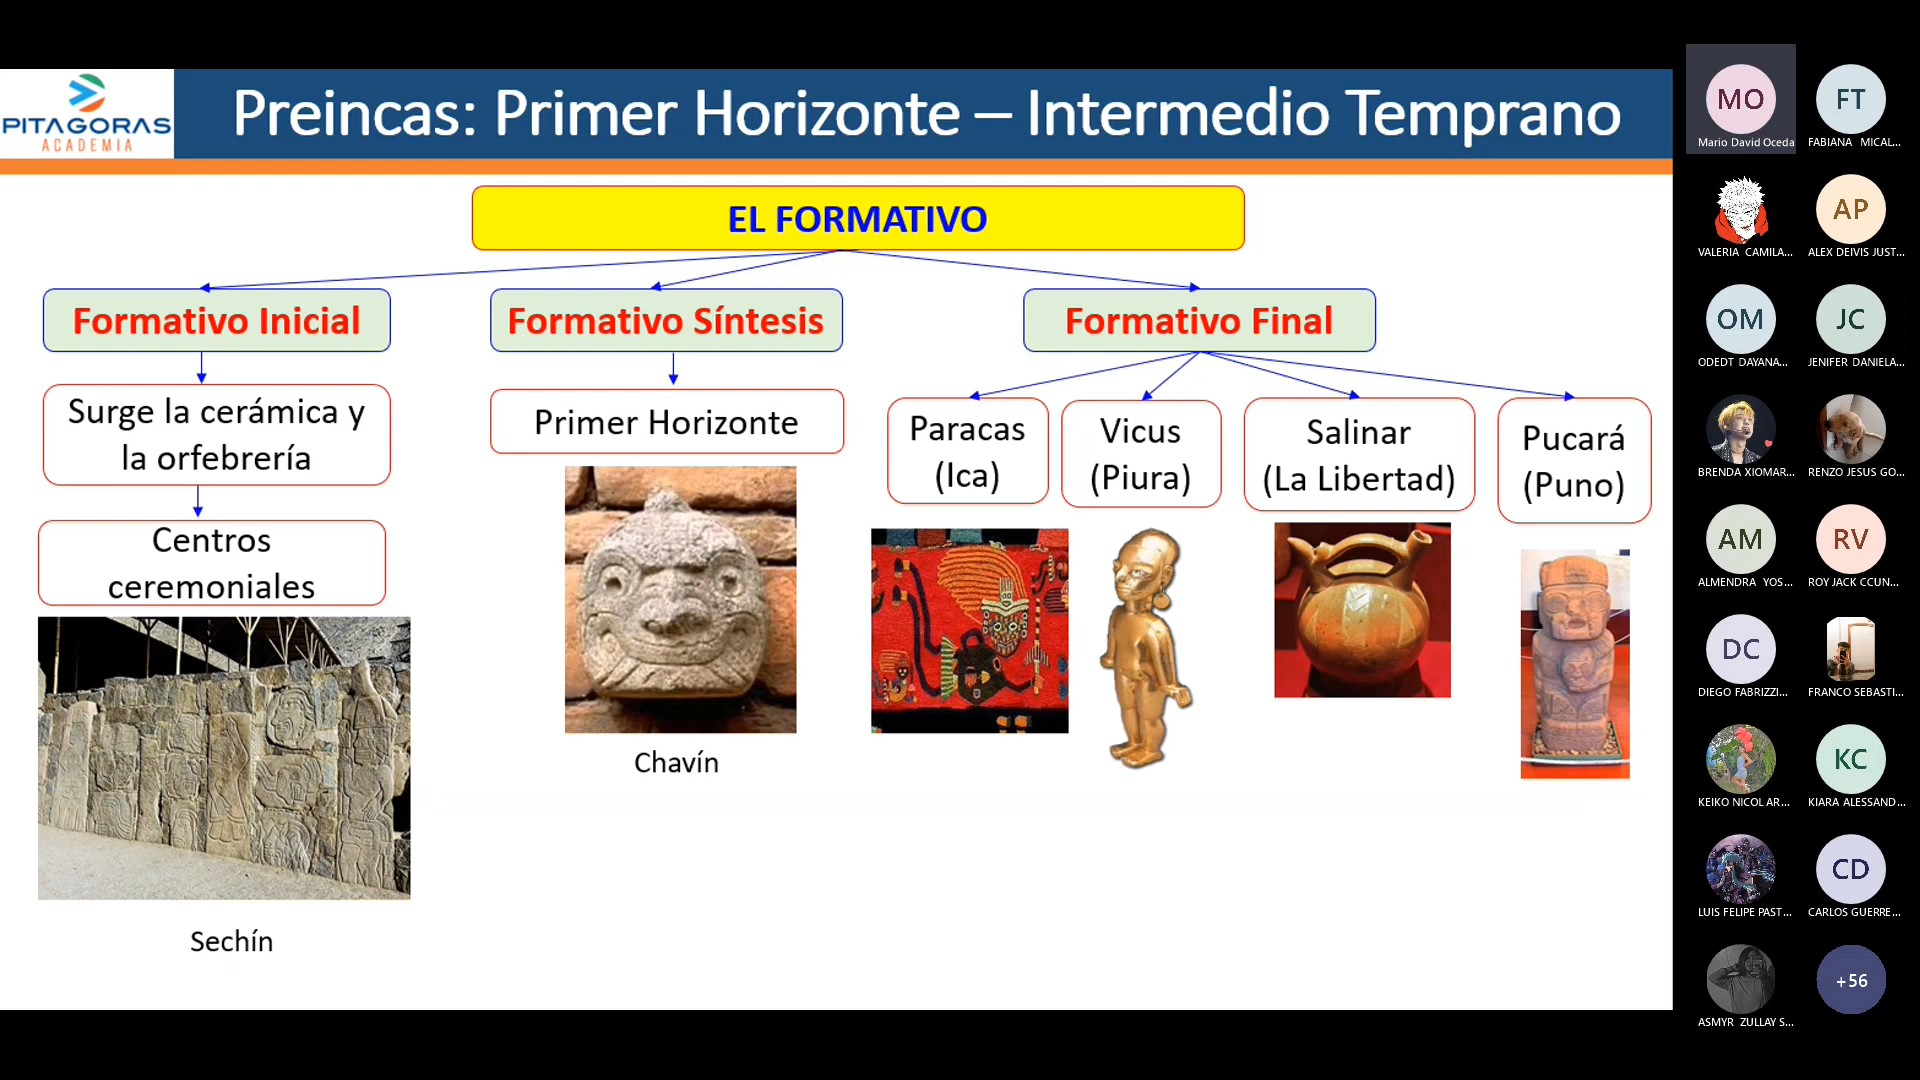 PITAGORAS
ACADEMIA
Preincas: Primer Horizonte – Intermedio Temprano
EL FORMATIVO
Formativo Inicial
Formativo Síntesis
Formativo Final
Surge la cerámica y
la orfebrería
Centros
ceremoniales
Sechín
Primer Horizonte
Chavín
Paracas
(Ica)
Vicus
(Piura)
Salinar
(La Libertad)
Pucará
(Puno)
MO
Mario David Oceda
FT
FABIANA MICAL...
VALERIA CAMILA...
AP
ALEX DEIVIS JUST...
OM
ODEDT DAYANA...
JC
JENIFER DANIELA...
BRENDA XIOMAR...
RENZO JESUS GO...
AM
ALMENDRA YOS...
RV
ROY JACK CCUN...
DC
DIEGO FABRIZZI...
FRANCO SEBASTI...
KEIKO NICOL AR...
KC
KIARA ALESSAND...
LUIS FELIPE PAST...
CD
CARLOS GUERRE...
ASMYR ZULLAY S...
+56